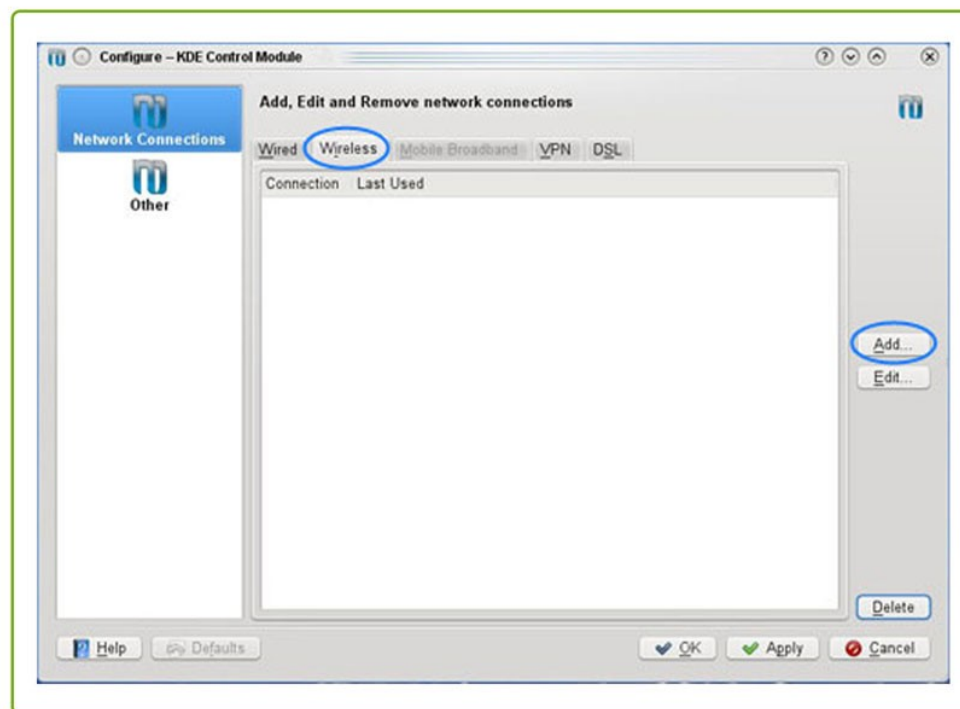 Configure – KDE Control Module
Network Connections
Other
Add, Edit and Remove network connections
Wired Wireless Mobile Broadband VPN DSL
Connection Last Used
Add...
Edit...
Delete
Help Defaults OK Apply Cancel